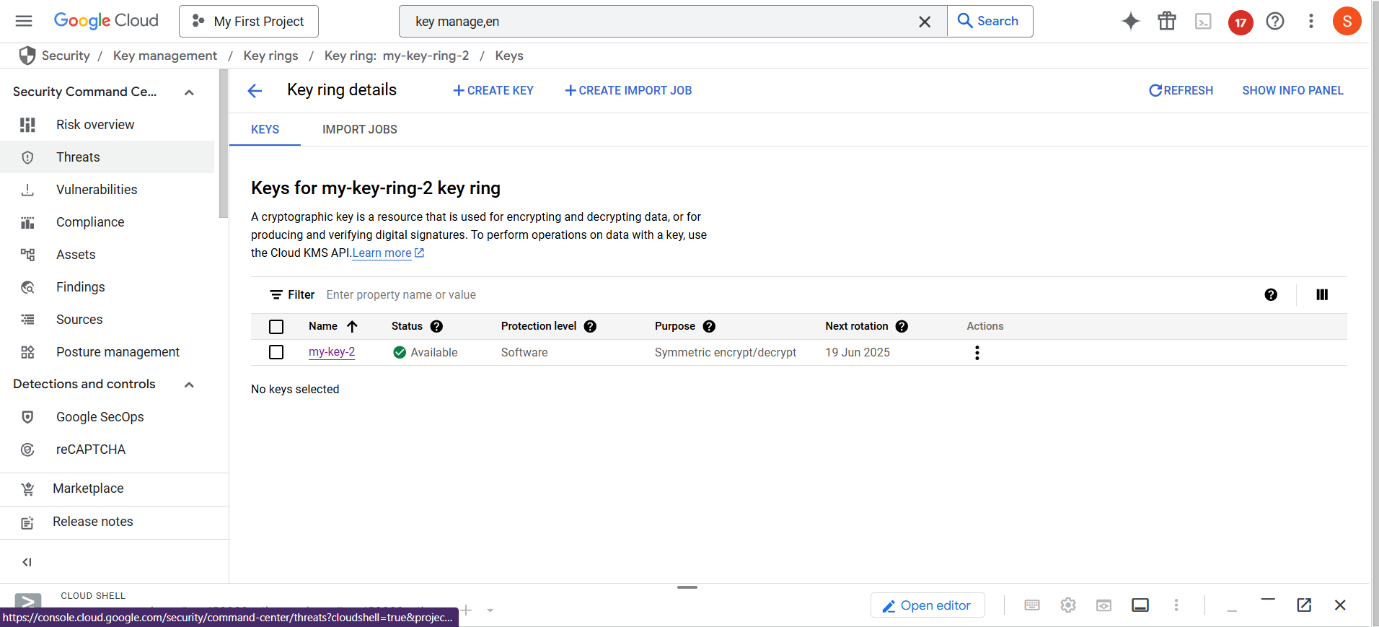 Google Cloud
My First Project
key manage,en
Search
17
S
Security / Key management / Key rings / Key ring: my-key-ring-2 / Keys
Security Command Ce...
Risk overview
Threats
Vulnerabilities
Compliance
Assets
Findings
Sources
Posture management
Detections and controls
Google SecOps
reCAPTCHA
Marketplace
Release notes
Key ring details
CREATE KEY
CREATE IMPORT JOB
REFRESH
SHOW INFO PANEL
KEYS
IMPORT JOBS
Keys for my-key-ring-2 key ring
A cryptographic key is a resource that is used for encrypting and decrypting data, or for
producing and verifying digital signatures. To perform operations on data with a key, use
the Cloud KMS API.Learn more
Filter Enter property name or value
Name Status Protection level Purpose Next rotation Actions
my-key-2 Available Software Symmetric encrypt/decrypt 19 Jun 2025
No keys selected
CLOUD SHELL
Open editor
https://console.cloud.google.com/security/command-center/threats?cloudshell=true&projec...